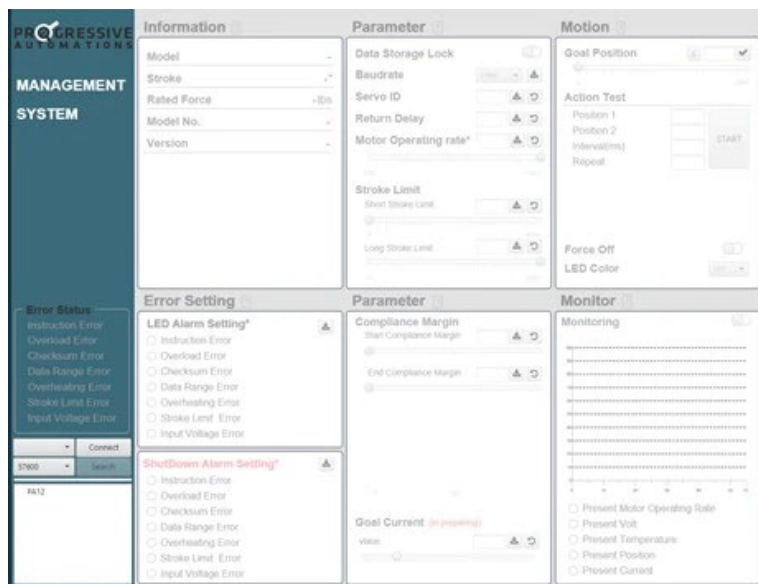 PROGRESSIVE
AUTOMATIONS
MANAGEMENT
SYSTEM
Error Status
Instruction Error
Overload Error
Checksum Error
Data Range Error
Overheating Error
Stroke Limit Error
Input Voltage Error
Connect
57600
Search
PA12
Information
Model -
Stroke -"
Rated Force - lbs
Model No. -
Version -
Parameter
Data Storage Lock
Baudrate
Servo ID
Return Delay
Motor Operating rate*
Stroke Limit
Short Stroke Limit
Long Stroke Limit
Motion
Goal Position
Action Test
Position 1
Position 2
Interval(ms)
Repeat
START
Force Off
LED Color
Error Setting
LED Alarm Setting*
Instruction Error
Overload Error
Checksum Error
Data Range Error
Overheating Error
Stroke Limit Error
Input Voltage Error
ShutDown Alarm Setting*
Instruction Error
Overload Error
Checksum Error
Data Range Error
Overheating Error
Stroke Limit Error
Input Voltage Error
Parameter
Compliance Margin
Start Compliance Margin
End Compliance Margin
Goal Current (in preparing)
value
Monitor
Monitoring
Present Motor Operating Rate
Present Volt
Present Temperature
Present Position
Present Current